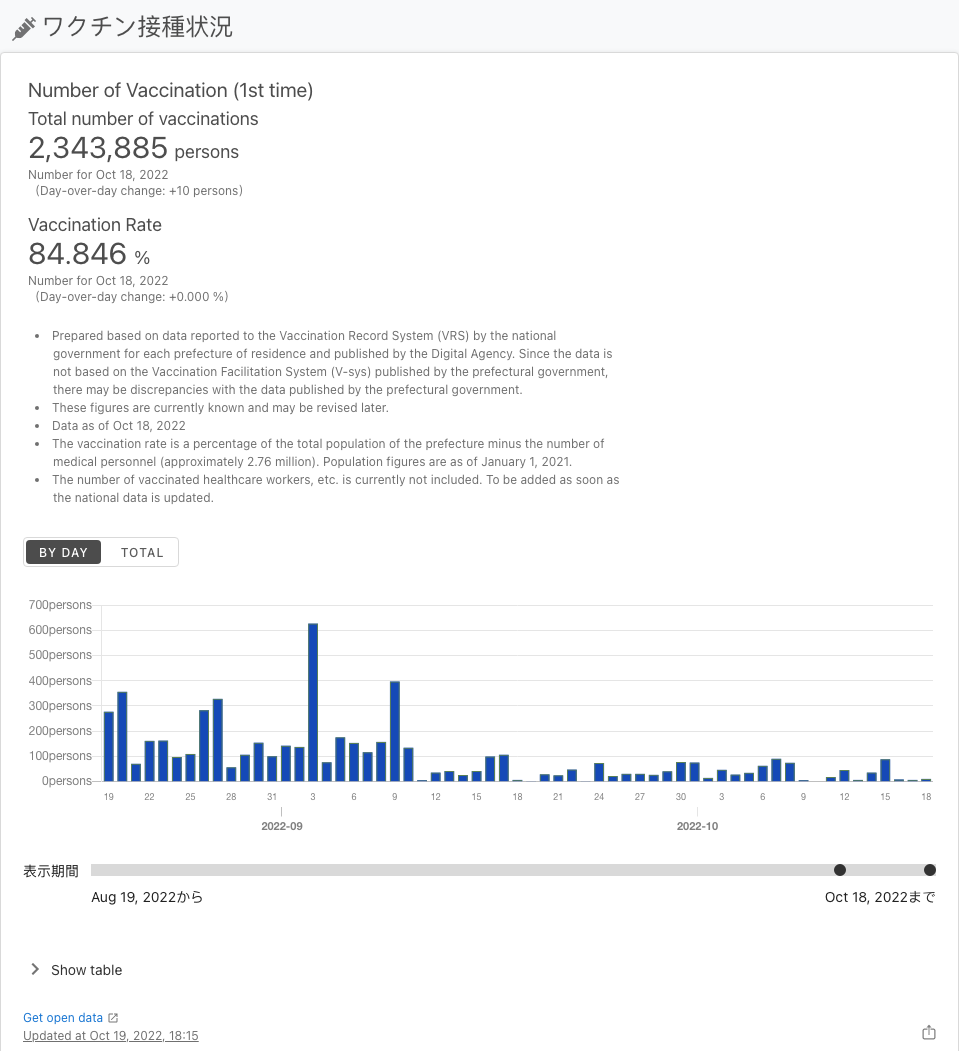 ワクチン接種状況
Number of Vaccination (1st time)
Total number of vaccinations
2,343,885 persons
Number for Oct 18, 2022
(Day-over-day change: +10 persons)
Vaccination Rate
84.846 %
Number for Oct 18, 2022
(Day-over-day change: +0.000 %)
• Prepared based on data reported to the Vaccination Record System (VRS) by the national
government for each prefecture of residence and published by the Digital Agency. Since the data is
not based on the Vaccination Facilitation System (V-sys) published by the prefectural government,
there may be discrepancies with the data published by the prefectural government.
• These figures are currently known and may be revised later.
• Data as of Oct 18, 2022
• The vaccination rate is a percentage of the total population of the prefecture minus the number of
medical personnel (approximately 2.76 million). Population figures are as of January 1, 2021.
• The number of vaccinated healthcare workers, etc. is currently not included. To be added as soon as
the national data is updated.
BY DAY TOTAL
700persons
600persons
500persons
400persons
300persons
200persons
100persons
0persons
19 22 25 28 31 3 6 9 12 15 18 21 24 27 30 3 6 9 12 15 18
2022-09 2022-10
表示期間
Aug 19, 2022から Oct 18, 2022まで
Show table
Get open data
Updated at Oct 19, 2022, 18:15